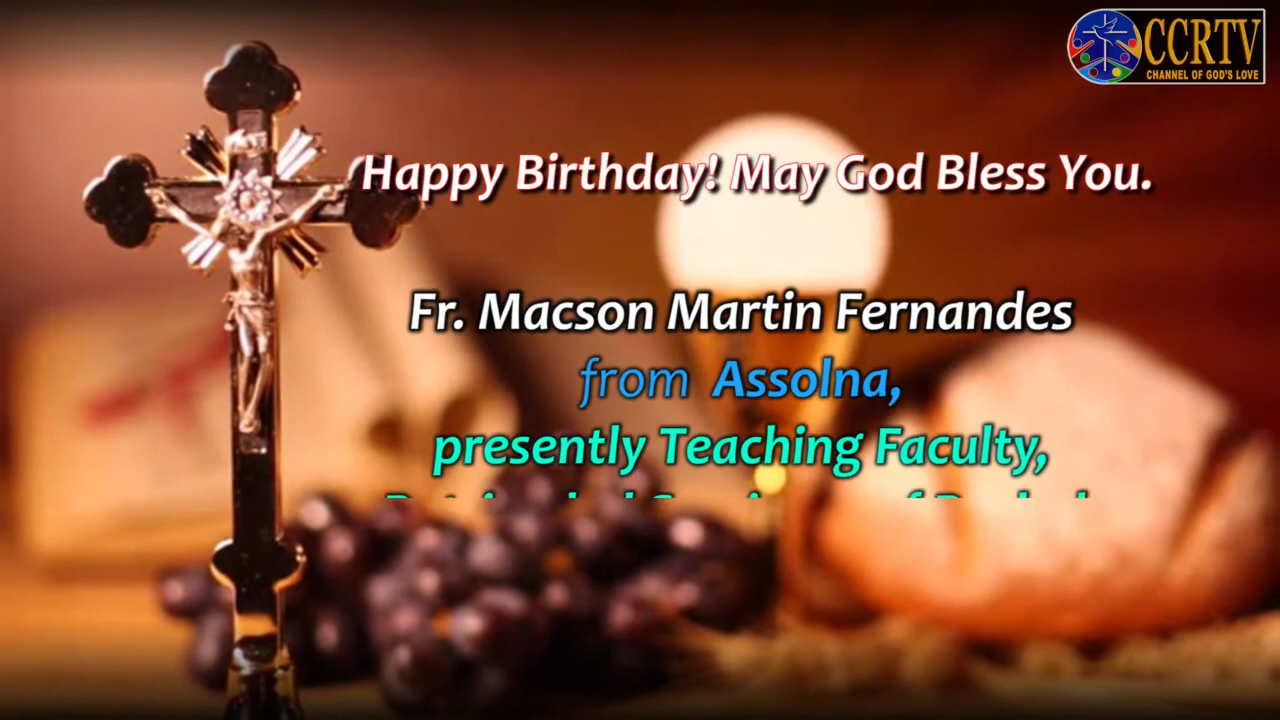 CCRTV
CHANNEL OF GOD'S LOVE
Happy Birthday! May God Bless You.
Fr. Macson Martin Fernandes
from Assolna,
presently Teaching Faculty,